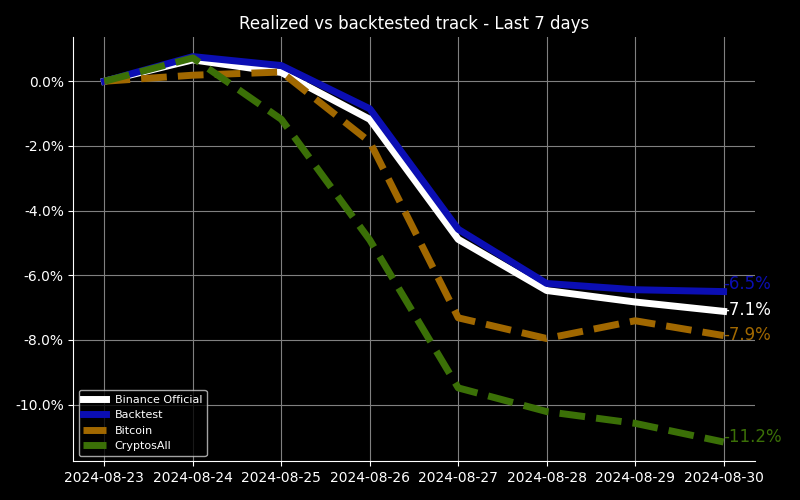 Realized vs backtested track - Last 7 days
0.0%
-2.0%
-4.0%
-6.0%
-8.0%
-10.0%
-6.5%
-7.1%
-7.9%
-11.2%
Binance Official
Backtest
Bitcoin
CryptosAll
2024-08-23 2024-08-24 2024-08-25 2024-08-26 2024-08-27 2024-08-28 2024-08-29 2024-08-30